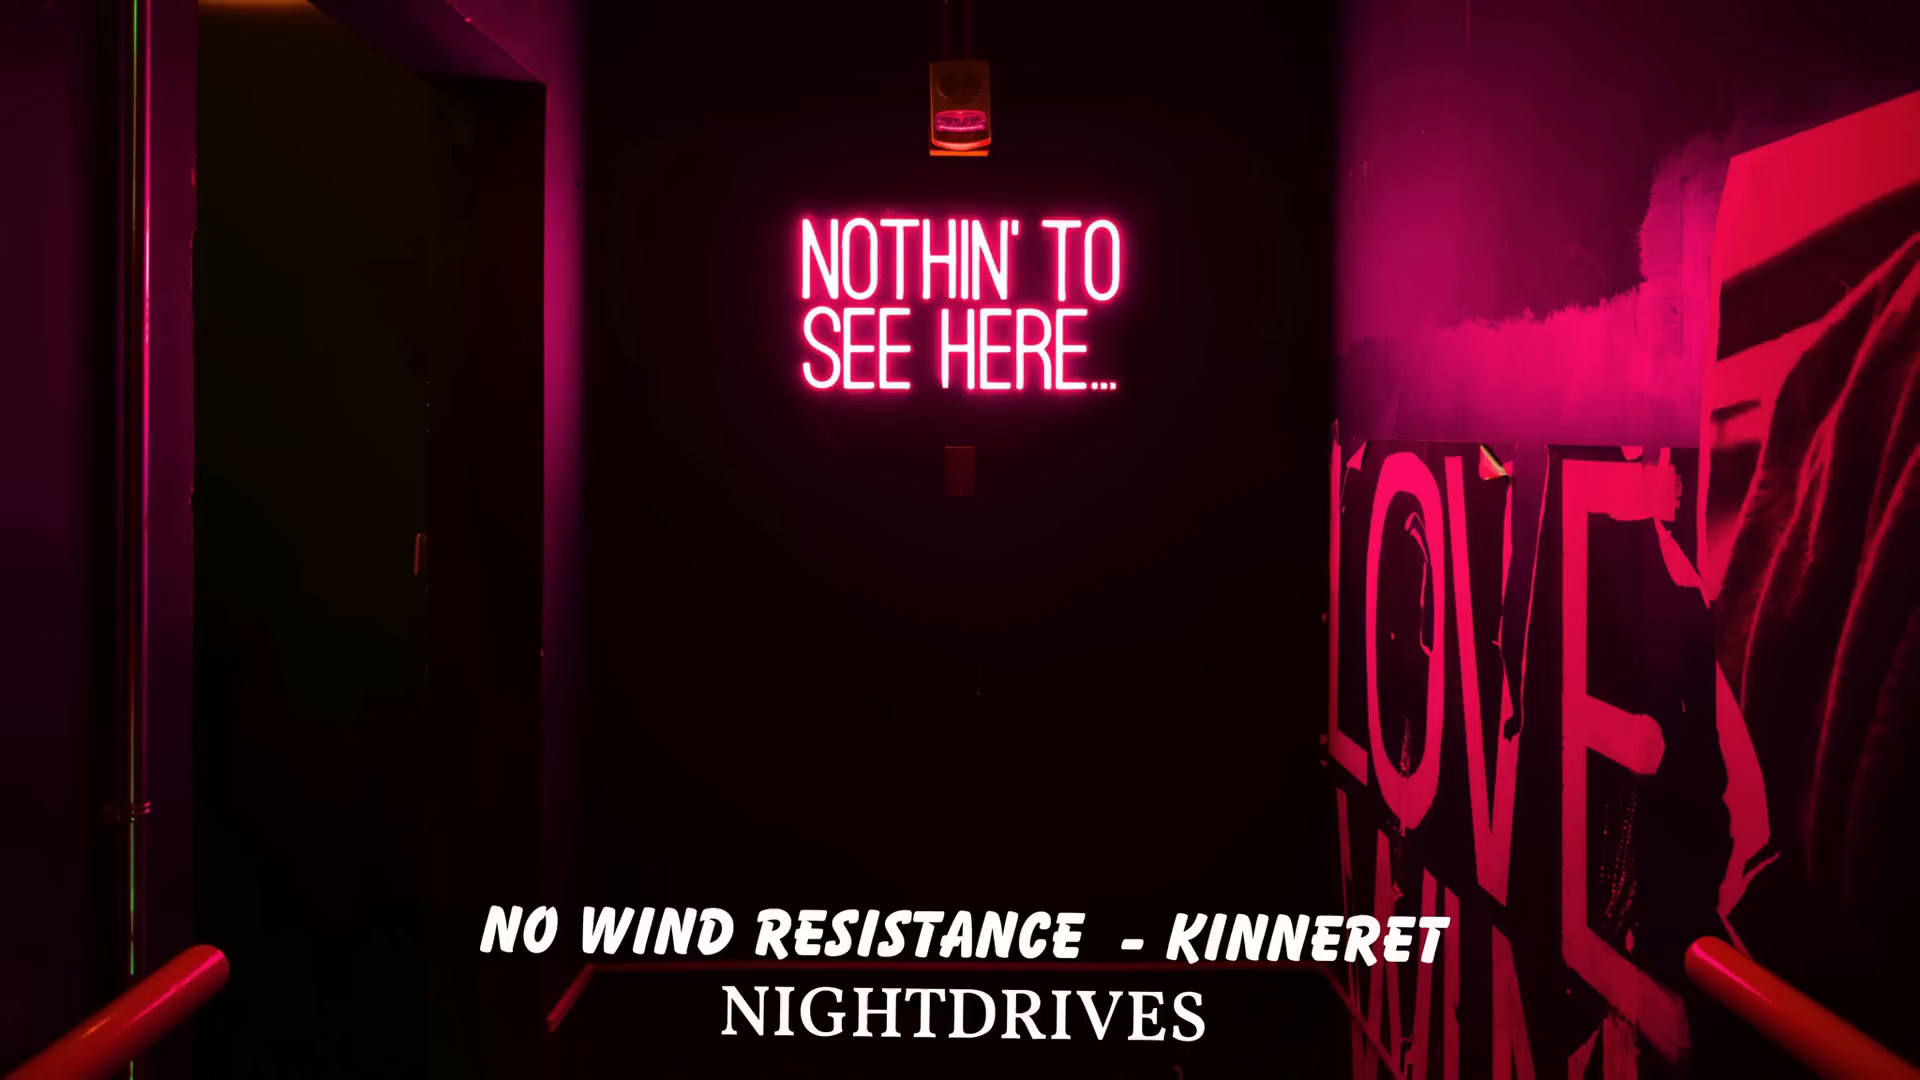 NOTHIN' TO
SEE HERE...
LOVE
NO WIND RESISTANCE - KINNERET
NIGHTDRIVES